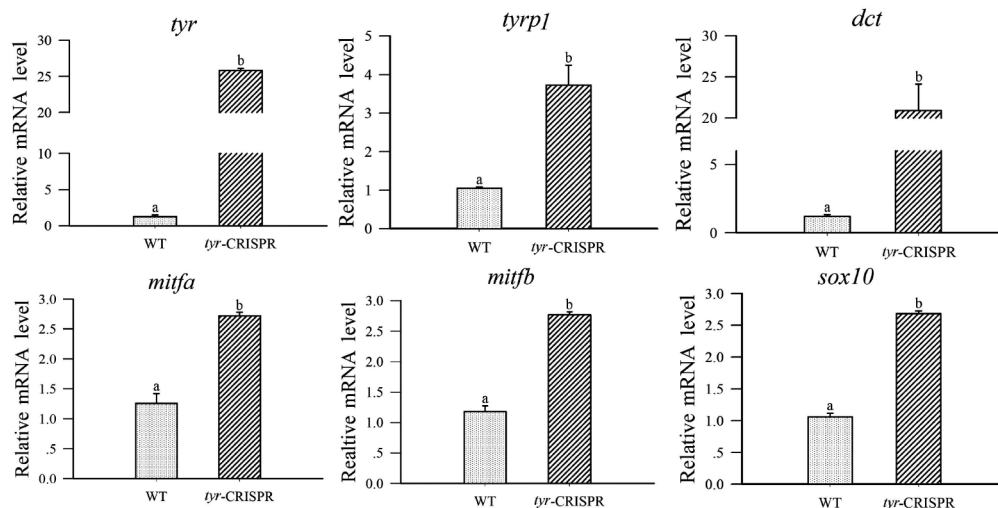 tyr
Relative mRNA level
30
25
20
10
5
0
a
b
WT
tyr-CRISPR
tyrp1
Relative mRNA level
5
4
3
2
1
0
a
b
WT
tyr-CRISPR
dct
Relative mRNA level
30
25
20
5
0
a
b
WT
tyr-CRISPR
mitfa
Relative mRNA level
3.0
2.5
2.0
1.5
1.0
.5
0.0
a
b
WT
tyr-CRISPR
mitfb
Realtive mRNA level
3.0
2.5
2.0
1.5
1.0
.5
0.0
a
b
WT
tyr-CRISPR
sox10
Relative mRNA level
3.0
2.5
2.0
1.5
1.0
.5
0.0
a
b
WT
tyr-CRISPR